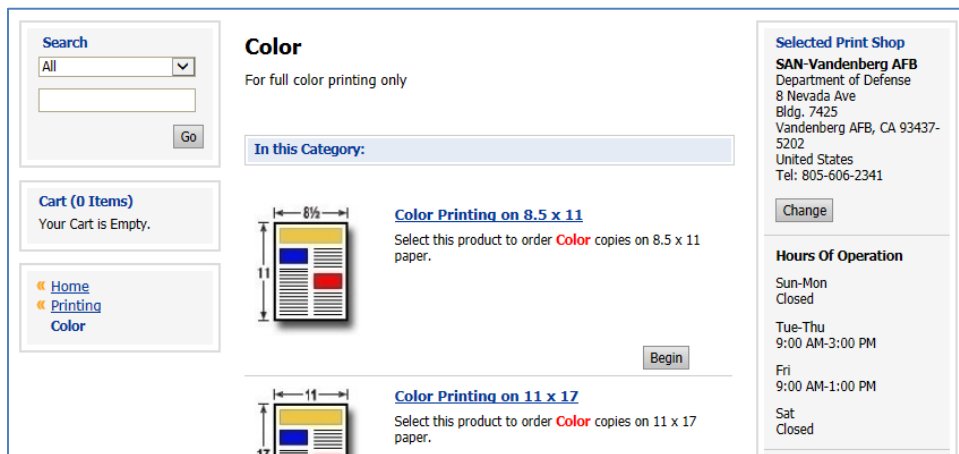 Search
All
Go
Cart (0 Items)
Your Cart is Empty.
Home
Printing
Color
Color
For full color printing only
In this Category:
8½
11
Color Printing on 8.5 x 11
Select this product to order Color copies on 8.5 x 11
paper.
Begin
11
17
Color Printing on 11 x 17
Select this product to order Color copies on 11 x 17
paper.
Selected Print Shop
SAN-Vandenberg AFB
Department of Defense
8 Nevada Ave
Bldg. 7425
Vandenberg AFB, CA 93437-
5202
United States
Tel: 805-606-2341
Change
Hours Of Operation
Sun-Mon
Closed
Tue-Thu
9:00 AM-3:00 PM
Fri
9:00 AM-1:00 PM
Sat
Closed